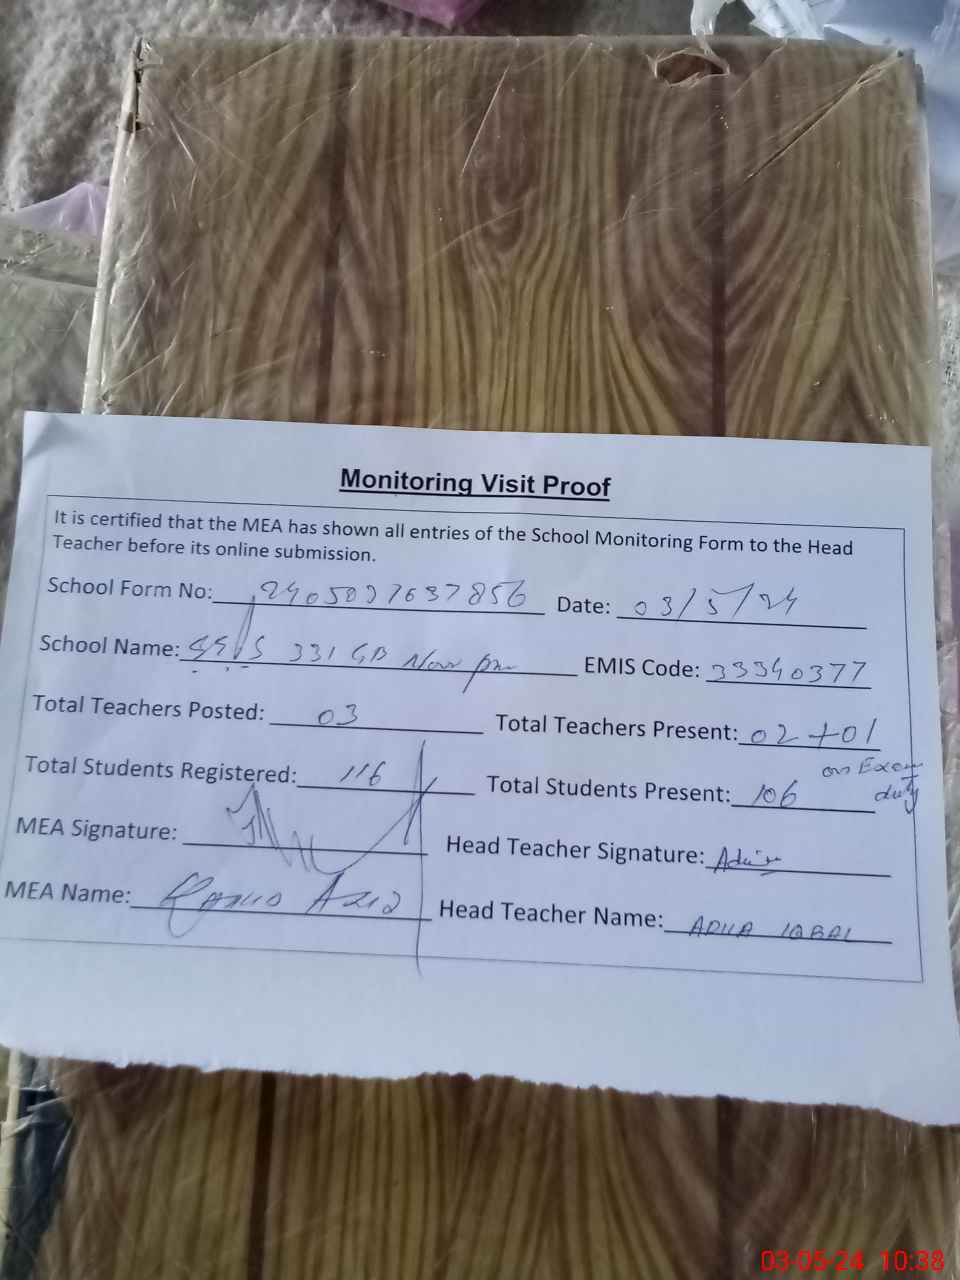 Monitoring Visit Proof
It is certified that the MEA has shown all entries of the School Monitoring Form to the Head
Teacher before its online submission.
School Form No: 2405037637856 Date: 03/5/24
School Name: 331 GB EMIS Code: 33340377
Total Teachers Posted: 03 Total Teachers Present: 02+01
on Exam
duty
Total Students Registered: 116 Total Students Present: 106
MEA Signature: Head Teacher Signature:
MEA Name: Head Teacher Name: IQBAL
03-05-24 10:38